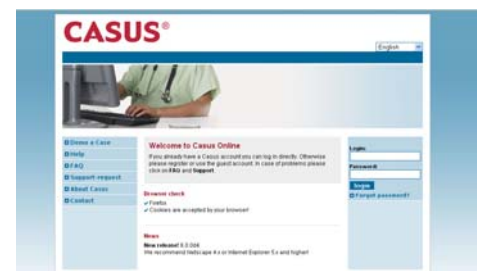 CASUS®
English
Demo a Case
Help
FAQ
Support-request
About Casus
Contact
Welcome to Casus Online
If you already have a Casus account you can log in directly. Otherwise
please register or use the guest account. In case of problems please
click on FAQ and Support.
Browser check
Firefox
Cookies are accepted by your browser!
News
New release!
We recommend Netscape 4.x or Internet Explorer 5.x and higher!
Login:
Password:
login
Forgot password?